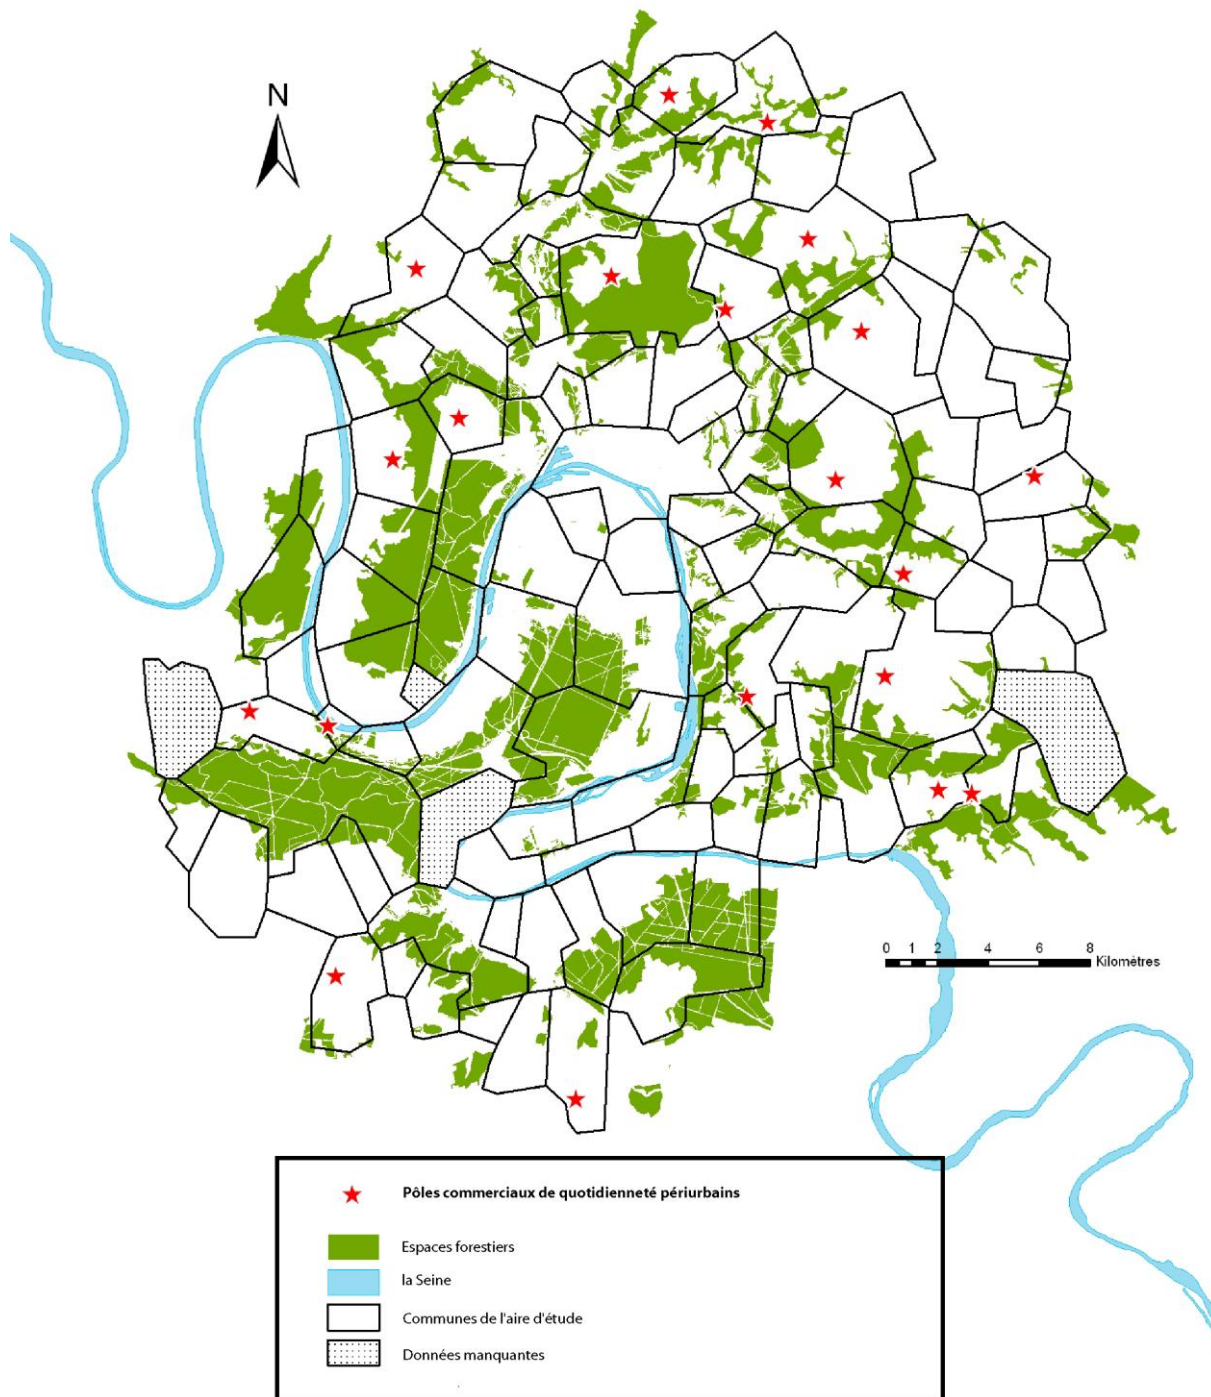 N
0 1 2 4 6 8
Kilomètres
Pôles commerciaux de quotidienneté périurbains
Espaces forestiers
la Seine
Communes de l'aire d'étude
Données manquantes